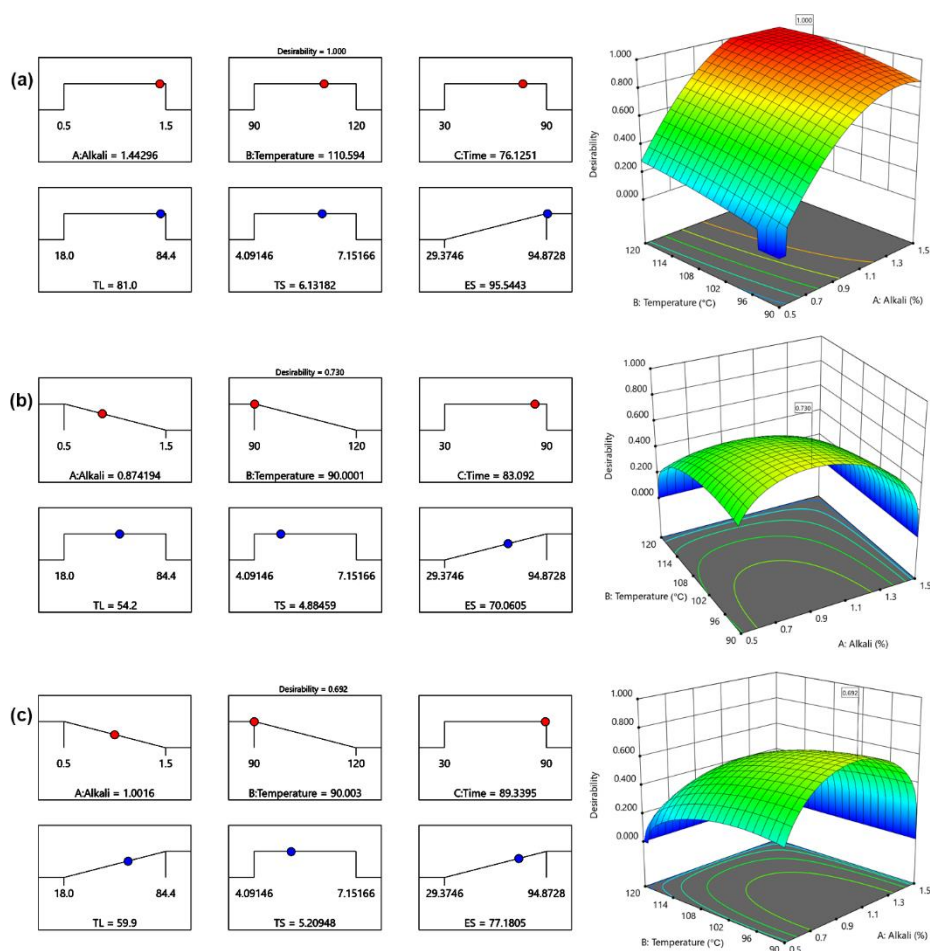 (a)
Desirability = 1.000
0.5 1.5
A:Alkali = 1.44296
90 120
B:Temperature = 110.594
30 90
C:Time = 76.1251
18.0 84.4
TL = 81.0
4.09146 7.15166
TS = 6.13182
29.3746 94.8728
ES = 95.5443
1.000
1.000
0.800
0.600
0.400
0.200
0.000
Desirability
120
114
108
102
96
90
B: Temperature (°C)
0.5
0.7
0.9
1.1
1.3
1.5
A: Alkali (%)
(b)
Desirability = 0.730
0.5 1.5
A:Alkali = 0.874194
90 120
B:Temperature = 90.0001
30 90
C:Time = 83.092
18.0 84.4
TL = 54.2
4.09146 7.15166
TS = 4.88459
29.3746 94.8728
ES = 70.0605
0.730
1.000
0.800
0.600
0.400
0.200
0.000
Desirability
120
114
108
102
96
90
B: Temperature (°C)
0.5
0.7
0.9
1.1
1.3
1.5
A: Alkali (%)
(c)
Desirability = 0.692
0.5 1.5
A:Alkali = 1.0016
90 120
B:Temperature = 90.003
30 90
C:Time = 89.3395
18.0 84.4
TL = 59.9
4.09146 7.15166
TS = 5.20948
29.3746 94.8728
ES = 77.1805
0.692
1.000
0.800
0.600
0.400
0.200
0.000
Desirability
120
114
108
102
96
90
B: Temperature (°C)
0.5
0.7
0.9
1.1
1.3
1.5
A: Alkali (%)